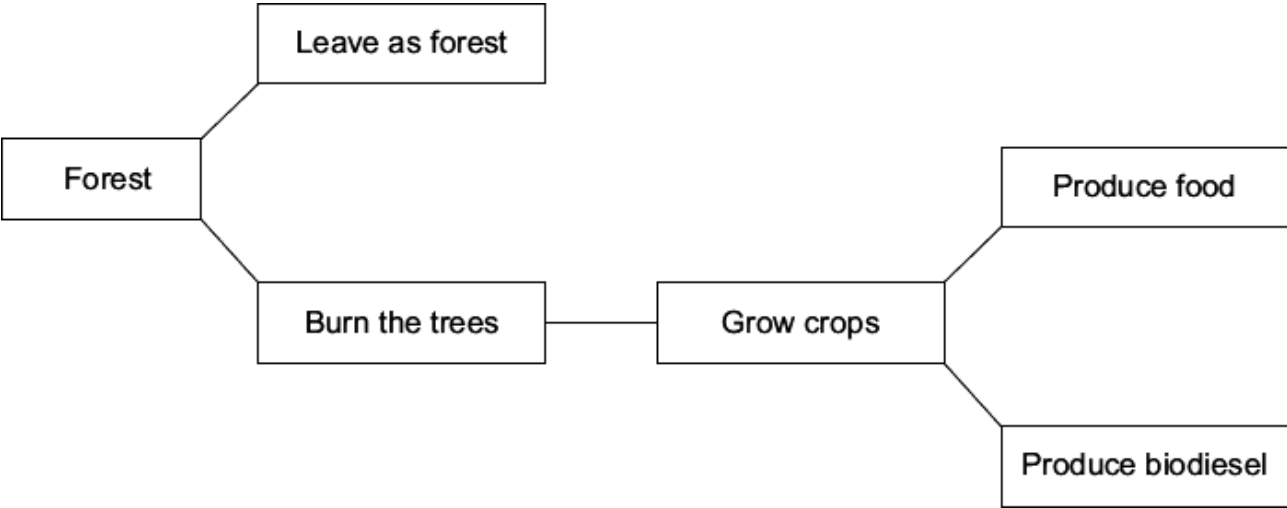 Leave as forest
Forest
Produce food
Burn the trees
Grow crops
Produce biodiesel